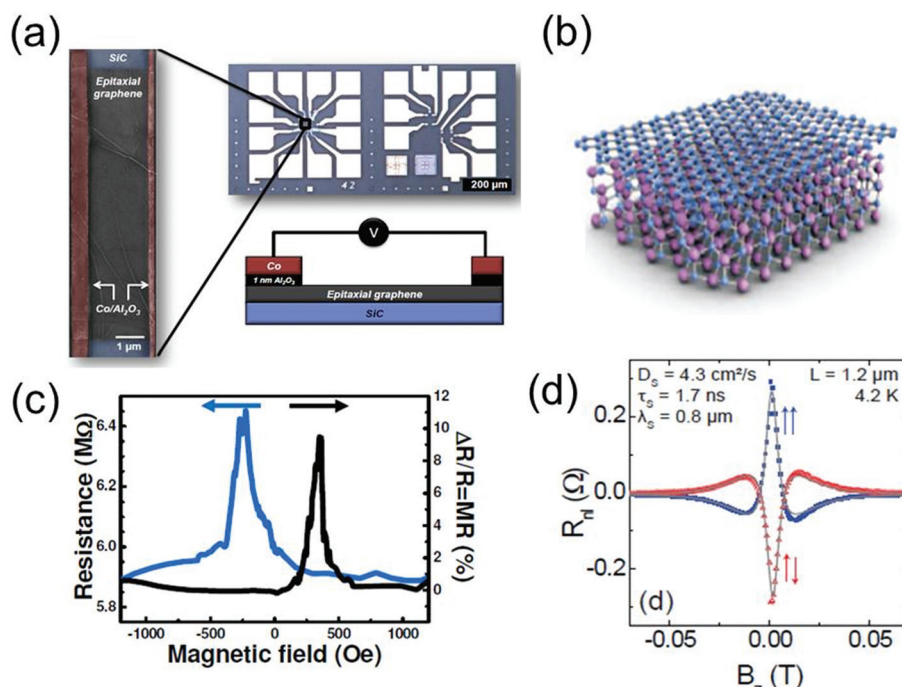 (a)
SiC
Epitaxial
graphene
Co/Al₂O₃
1 µm
4 2
200 µm
V
Co
1 nm Al₂O₃
Epitaxial graphene
SiC
(b)
(c)
Resistance (MΩ)
6.4
6.2
6.0
5.8
-1000 -500 0 500 1000
Magnetic field (Oe)
12
10
8
6
4
2
0
ΔR/R=MR (%)
(d)
Dₛ = 4.3 cm²/s
τₛ = 1.7 ns
λₛ = 0.8 µm
L = 1.2 µm
4.2 K
↑↑
↑↓
(d)
Rₙₗ (Ω)
0.2
0.0
-0.2
-0.05 0.00 0.05
(T)